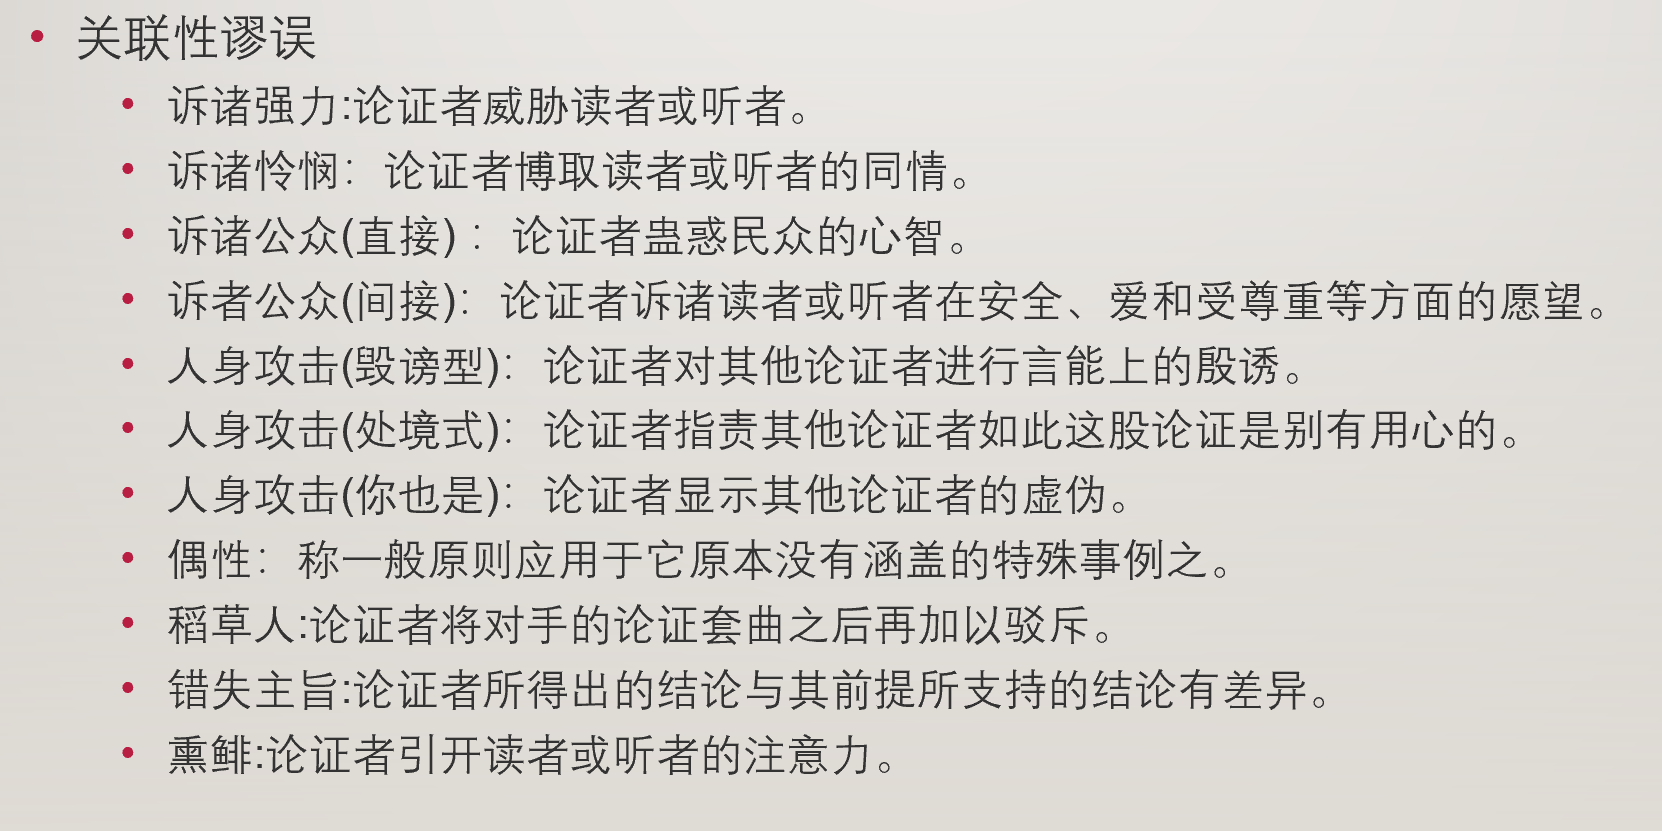 • 关联性谬误
• 诉诸强力:论证者威胁读者或听者。
• 诉诸怜悯：论证者博取读者或听者的同情。
• 诉诸公众(直接)：论证者蛊惑民众的心智。
• 诉者公众(间接)：论证者诉诸读者或听者在安全、爱和受尊重等方面的愿望。
• 人身攻击(毁谤型)：论证者对其他论证者进行言能上的殷诱。
• 人身攻击(处境式)：论证者指责其他论证者如此这股论证是别有用心的。
• 人身攻击(你也是)：论证者显示其他论证者的虚伪。
• 偶性：称一般原则应用于它原本没有涵盖的特殊事例之。
• 稻草人:论证者将对手的论证套曲之后再加以驳斥。
• 错失主旨:论证者所得出的结论与其前提所支持的结论有差异。
• 熏鲱:论证者引开读者或听者的注意力。